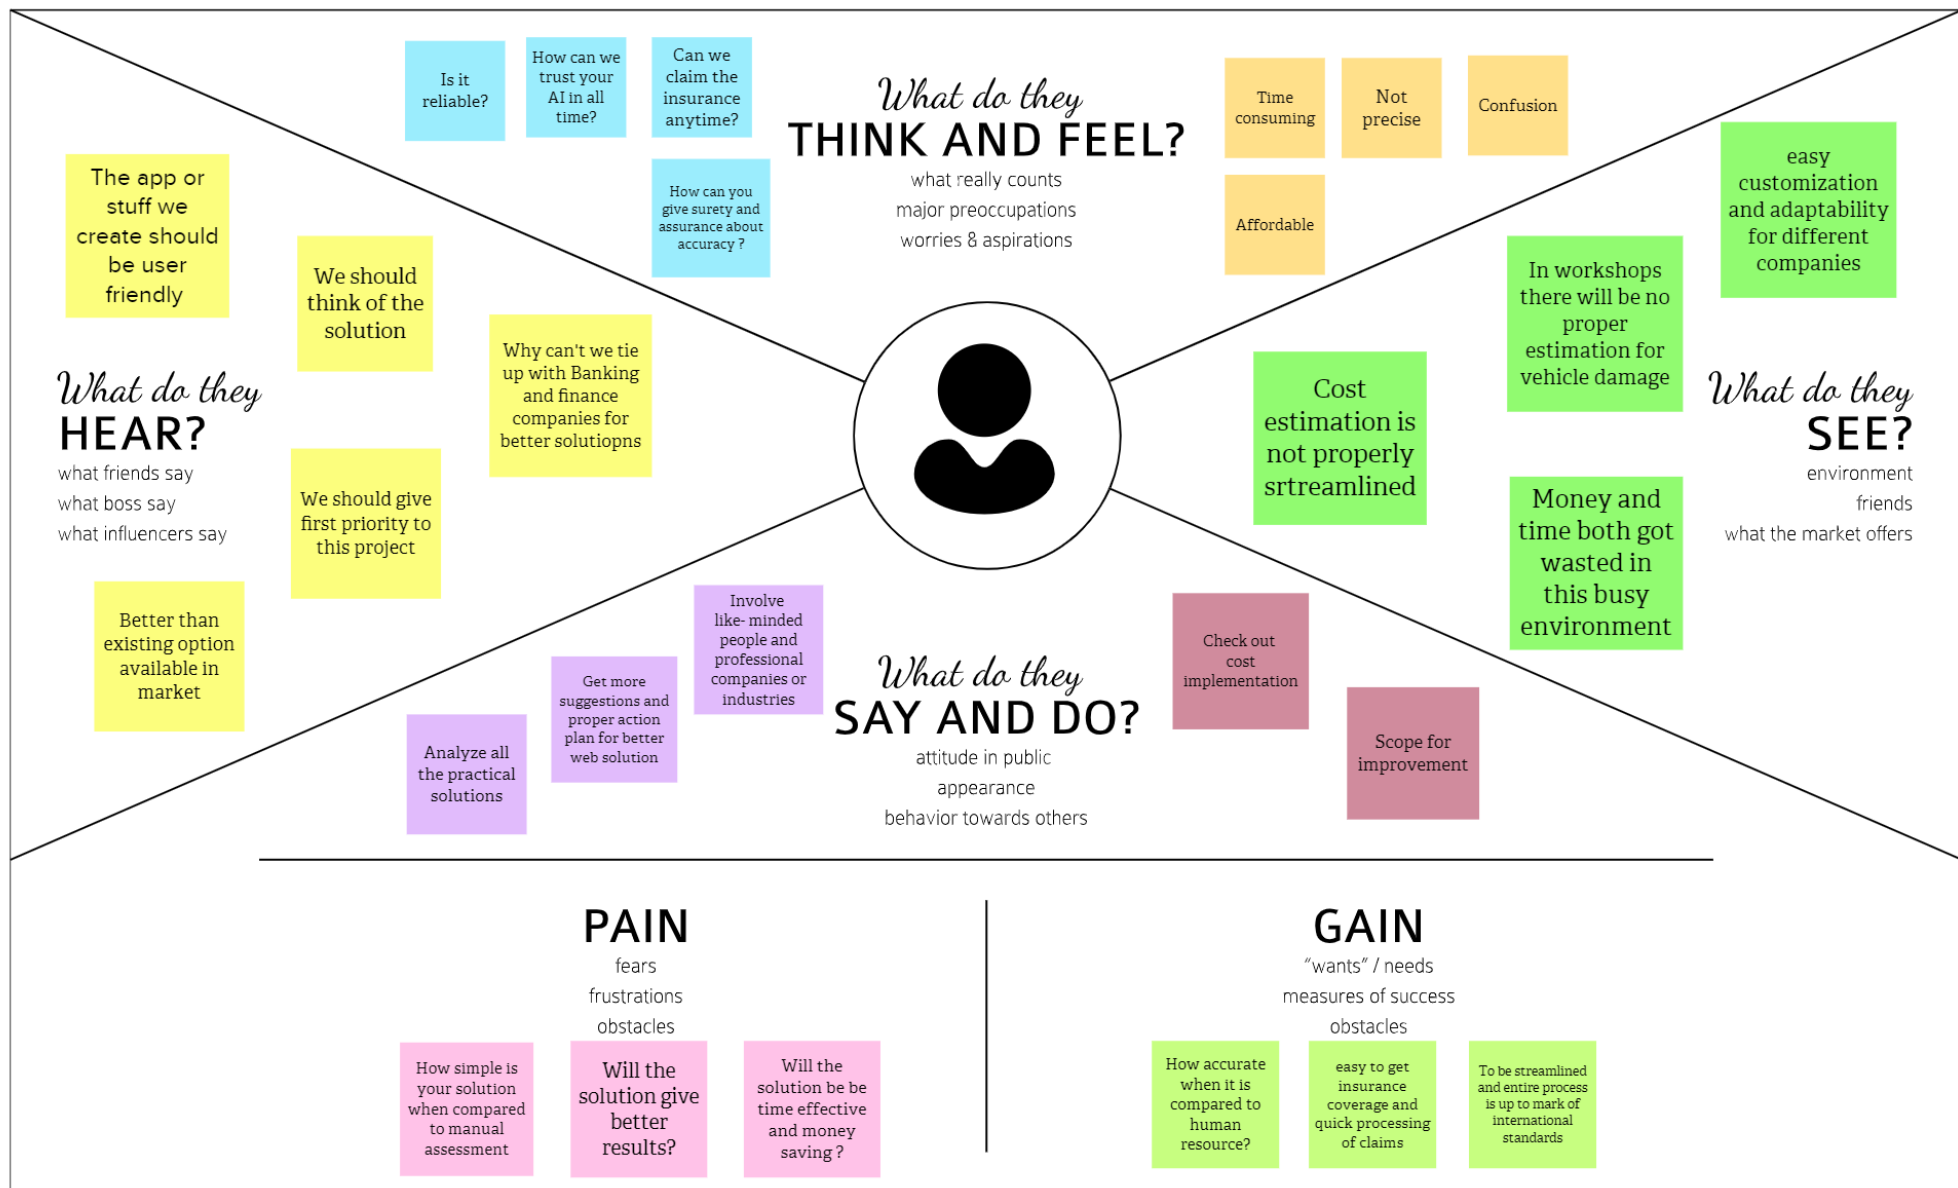 Is it
reliable?
How can we
trust your
AI in all
time?
Can we
claim the
insurance
anytime?
How can you
give surety and
assurance about
accuracy ?
What do they
THINK AND FEEL?
what really counts
major preoccupations
worries & aspirations
Time
consuming
Not
precise
Confusion
Affordable
The app or
stuff we
create should
be user
friendly
We should
think of the
solution
Why can't we tie
up with Banking
and finance
companies for
better solutiopns
What do they
HEAR?
what friends say
what boss say
what influencers say
We should give
first priority to
this project
Better than
existing option
available in
market
easy
customization
and adaptability
for different
companies
In workshops
there will be no
proper
estimation for
vehicle damage
Cost
estimation is
not properly
srtreamlined
What do they
SEE?
environment
friends
what the market offers
Money and
time both got
wasted in
this busy
environment
Involve
like- minded
people and
professional
companies or
industries
Get more
suggestions and
proper action
plan for better
web solution
Analyze all
the practical
solutions
What do they
SAY AND DO?
attitude in public
appearance
behavior towards others
Check out
cost
implementation
Scope for
improvement
PAIN
fears
frustrations
obstacles
How simple is
your solution
when compared
to manual
assessment
Will the
solution give
better
results?
Will the
solution be be
time effective
and money
saving ?
GAIN
“wants” / needs
measures of success
obstacles
How accurate
when it is
compared to
human
resource?
easy to get
insurance
coverage and
quick processing
of claims
To be streamlined
and entire process
is up to mark of
international
standards